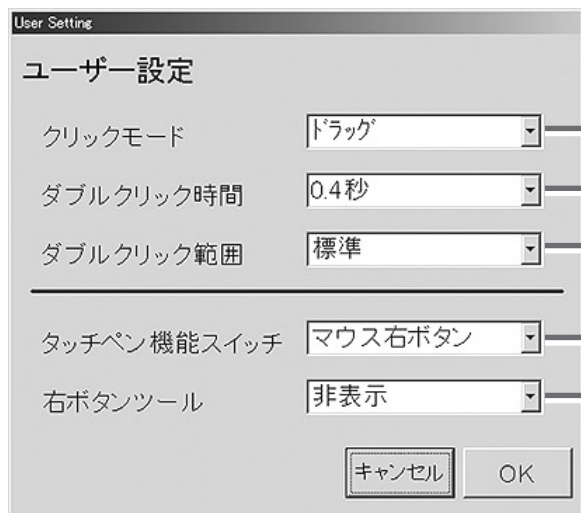 User Setting
ユーザー設定
クリックモード ドラッグ
ダブルクリック時間 0.4秒
ダブルクリック範囲 標準
タッチペン機能スイッチ マウス右ボタン
右ボタンツール 非表示
キャンセル OK